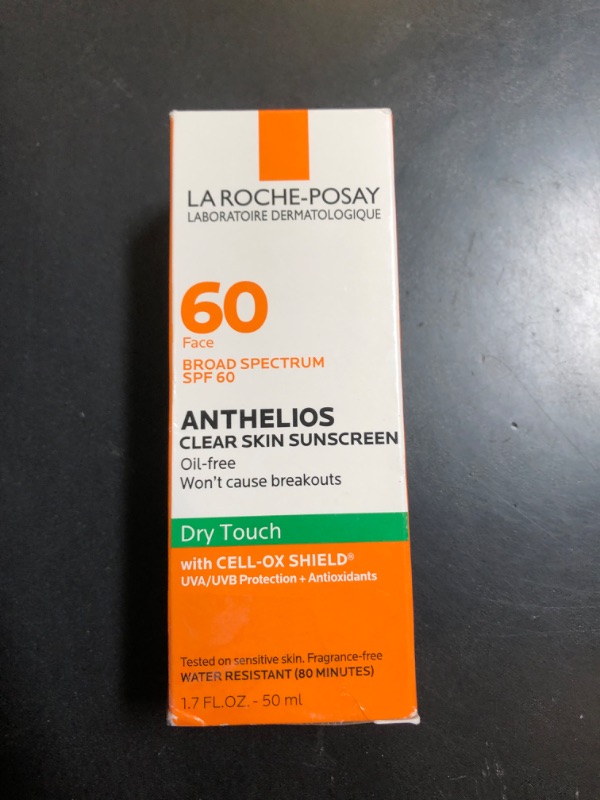 LA ROCHE-POSAY
LABORATOIRE DERMATOLOGIQUE
60
Face
BROAD SPECTRUM
SPF 60
ANTHELIOS
CLEAR SKIN SUNSCREEN
Oil-free
Won't cause breakouts
Dry Touch
with CELL-OX SHIELD®
UVA/UVB Protection + Antioxidants
Tested on sensitive skin. Fragrance-free
WATER RESISTANT (80 MINUTES)
1.7 FL.OZ. - 50 ml